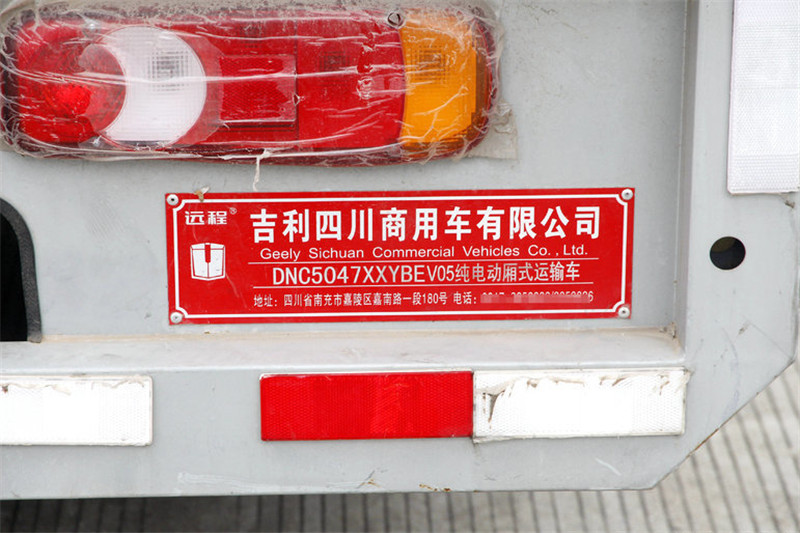 远程®
吉利四川商用车有限公司
Geely Sichuan Commercial Vehicles Co., Ltd.
DNC5047XXYBEV05纯电动厢式运输车
地址：四川省南充市嘉陵区嘉南路一段180号 电话：